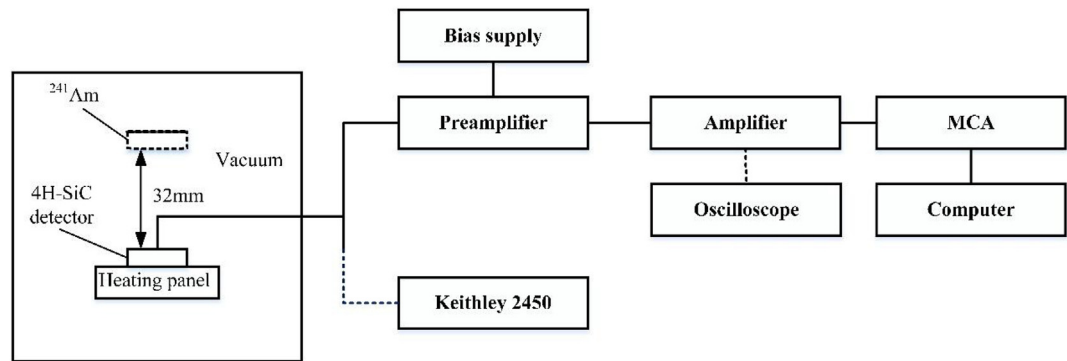 Bias supply
²⁴¹Am
Preamplifier
Amplifier
MCA
Vacuum
4H-SiC
detector
32mm
Oscilloscope
Computer
Heating panel
Keithley 2450